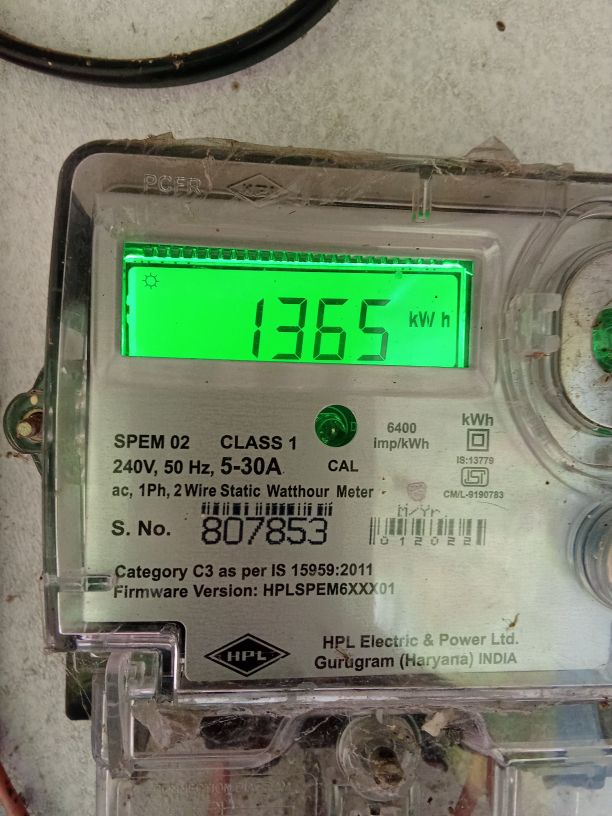 1365 kWh
6400
imp/kWh
kWh
SPEM 02 CLASS 1
240V, 50 Hz, 5-30A CAL
IS:13779
CM/L-9190783
ac, 1Ph, 2 Wire Static Watthour Meter
M/Yr
S. No. 807853
012022
Category C3 as per IS 15959:2011
Firmware Version: HPLSPEM6XXX01
HPL
HPL Electric & Power Ltd.
Gurugram (Haryana) INDIA